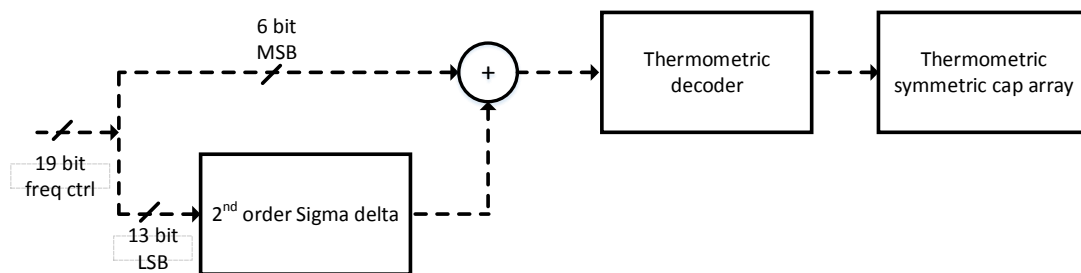 6 bit
MSB
+
Thermometric
decoder
Thermometric
symmetric cap array
19 bit
freq ctrl
2nd order Sigma delta
13 bit
LSB